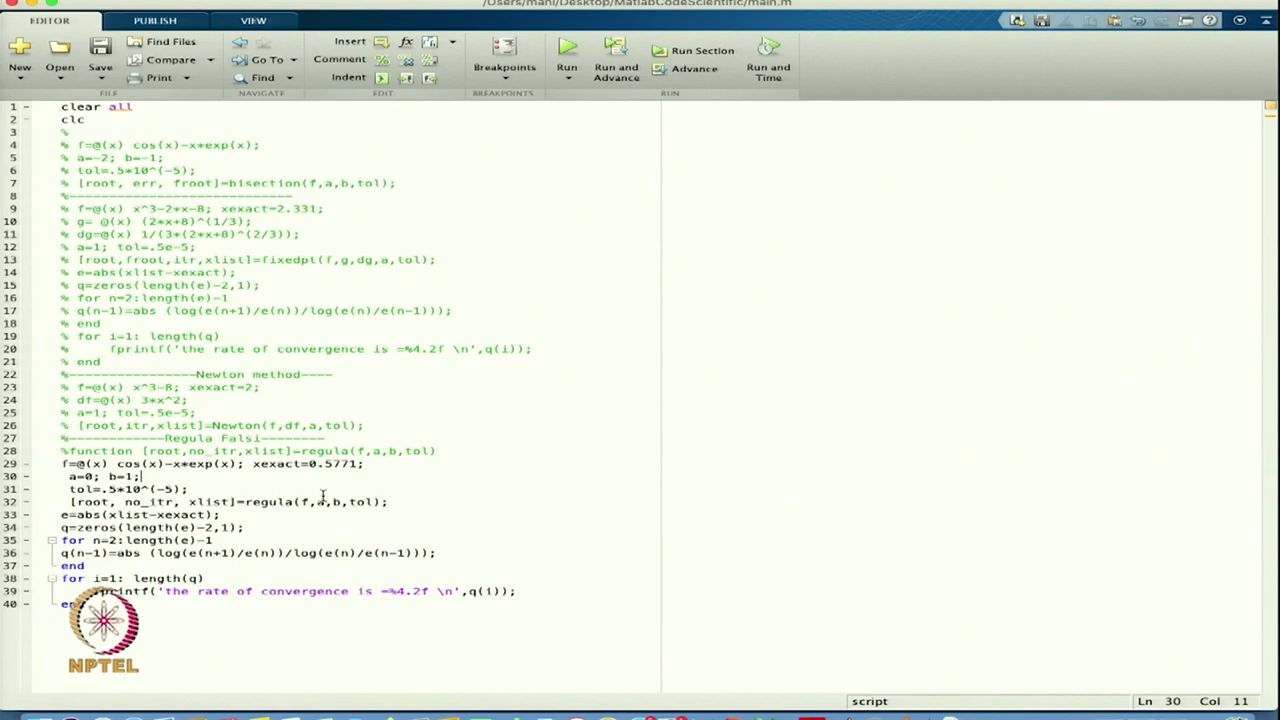 /Users/mani/Desktop/MatlabCodeScientific/main.m
EDITOR PUBLISH VIEW
New Open Save Find Files Compare Print Go To Find Insert Comment Indent fx Breakpoints Run Run and Advance Run Section Advance Run and Time
FILE NAVIGATE EDIT BREAKPOINTS RUN
1 clear all
2 clc
3 %
4 % f=@(x) cos(x)-x*exp(x);
5 % a=-2; b=-1;
6 % tol=.5*10^(-5);
7 % [root, err, froot]=bisection(f,a,b,tol);
8 %----------------------------
9 % f=@(x) x^3-2*x-8; xexact=2.331;
10 % g= @(x) (2*x+8)^(1/3);
11 % dg=@(x) 1/(3*(2*x+8)^(2/3));
12 % a=1; tol=.5e-5;
13 % [root,froot,itr,xlist]=fixedpt(f,g,dg,a,tol);
14 % e=abs(xlist-xexact);
15 % q=zeros(length(e)-2,1);
16 % for n=2:length(e)-1
17 % q(n-1)=abs (log(e(n+1)/e(n))/log(e(n)/e(n-1)));
18 % end
19 % for i=1: length(q)
20 % fprintf('the rate of convergence is =%4.2f \n',q(i));
21 % end
22 %----------------Newton method----
23 % f=@(x) x^3-8; xexact=2;
24 % df=@(x) 3*x^2;
25 % a=1; tol=.5e-5;
26 % [root,itr,xlist]=Newton(f,df,a,tol);
27 %------------Regula Falsi--------
28 %function [root,no_itr,xlist]=regula(f,a,b,tol)
29 f=@(x) cos(x)-x*exp(x); xexact=0.5771;
30 a=0; b=1;
31 tol=.5*10^(-5);
32 [root, no_itr, xlist]=regula(f,a,b,tol);
33 e=abs(xlist-xexact);
34 q=zeros(length(e)-2,1);
35 for n=2:length(e)-1
36 q(n-1)=abs (log(e(n+1)/e(n))/log(e(n)/e(n-1)));
37 end
38 for i=1: length(q)
39 printf('the rate of convergence is =%4.2f \n',q(i));
40 e
NPTEL
script Ln 30 Col 11